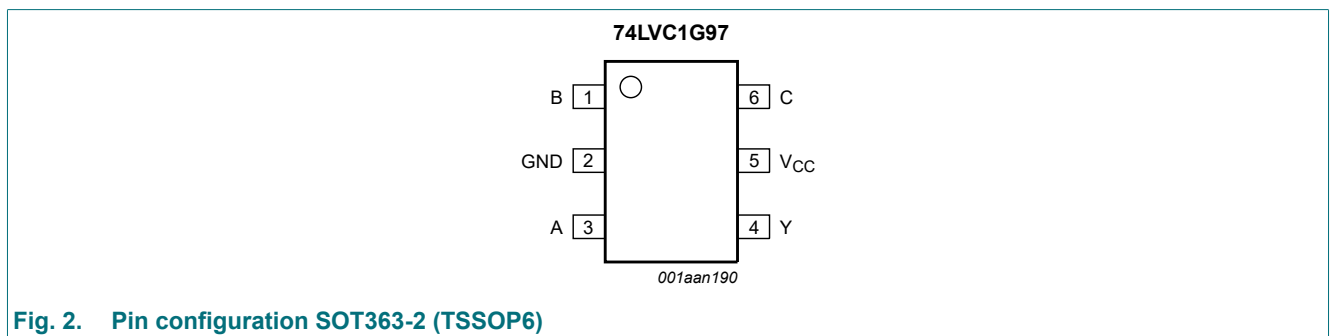 74LVC1G97
B 1 6 C
GND 2 5 VCC
A 3 4 Y
001aan190
Fig. 2. Pin configuration SOT363-2 (TSSOP6)